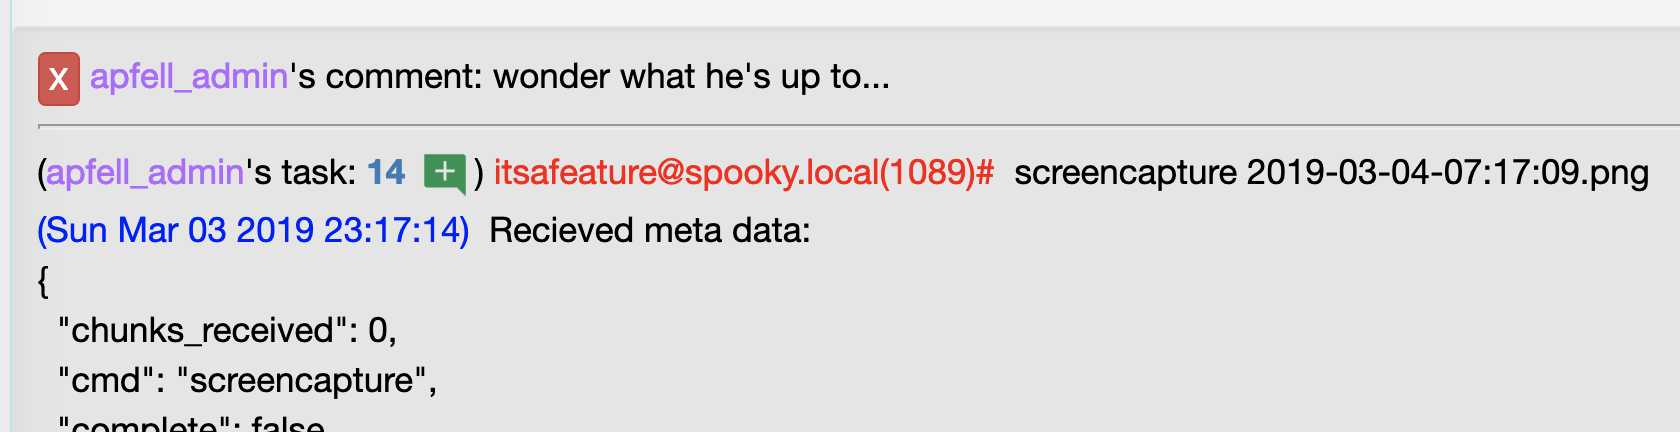 X apfell_admin's comment: wonder what he's up to...
(apfell_admin's task: 14 + ) itsafeature@spooky.local(1089)# screencapture 2019-03-04-07:17:09.png
(Sun Mar 03 2019 23:17:14) Recieved meta data:
{
"chunks_received": 0,
"cmd": "screencapture",
"complete": false